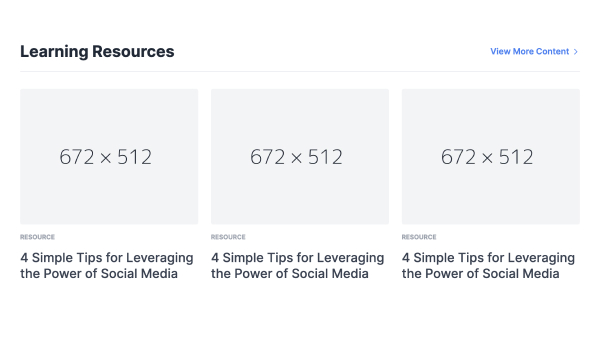 Learning Resources
View More Content
672 × 512
672 × 512
672 × 512
RESOURCE
4 Simple Tips for Leveraging
the Power of Social Media
RESOURCE
4 Simple Tips for Leveraging
the Power of Social Media
RESOURCE
4 Simple Tips for Leveraging
the Power of Social Media